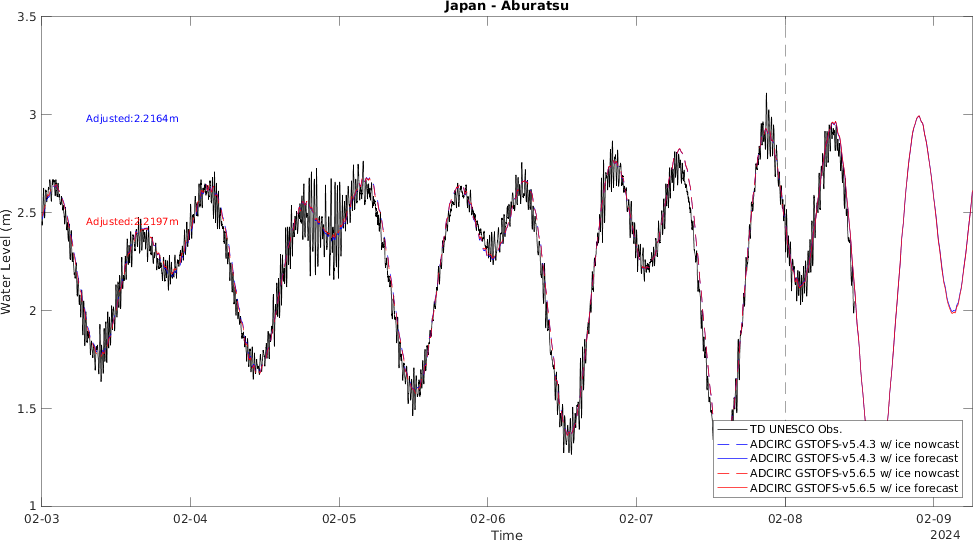 Japan - Aburatsu
3.5
3
2.5
2
1.5
1
Water Level (m)
Adjusted:2.2164m
Adjusted:2.2197m
TD UNESCO Obs.
ADCIRC GSTOFS-v5.4.3 w/ ice nowcast
ADCIRC GSTOFS-v5.4.3 w/ ice forecast
ADCIRC GSTOFS-v5.6.5 w/ ice nowcast
ADCIRC GSTOFS-v5.6.5 w/ ice forecast
02-03
02-04
02-05
02-06
02-07
02-08
02-09
Time
2024